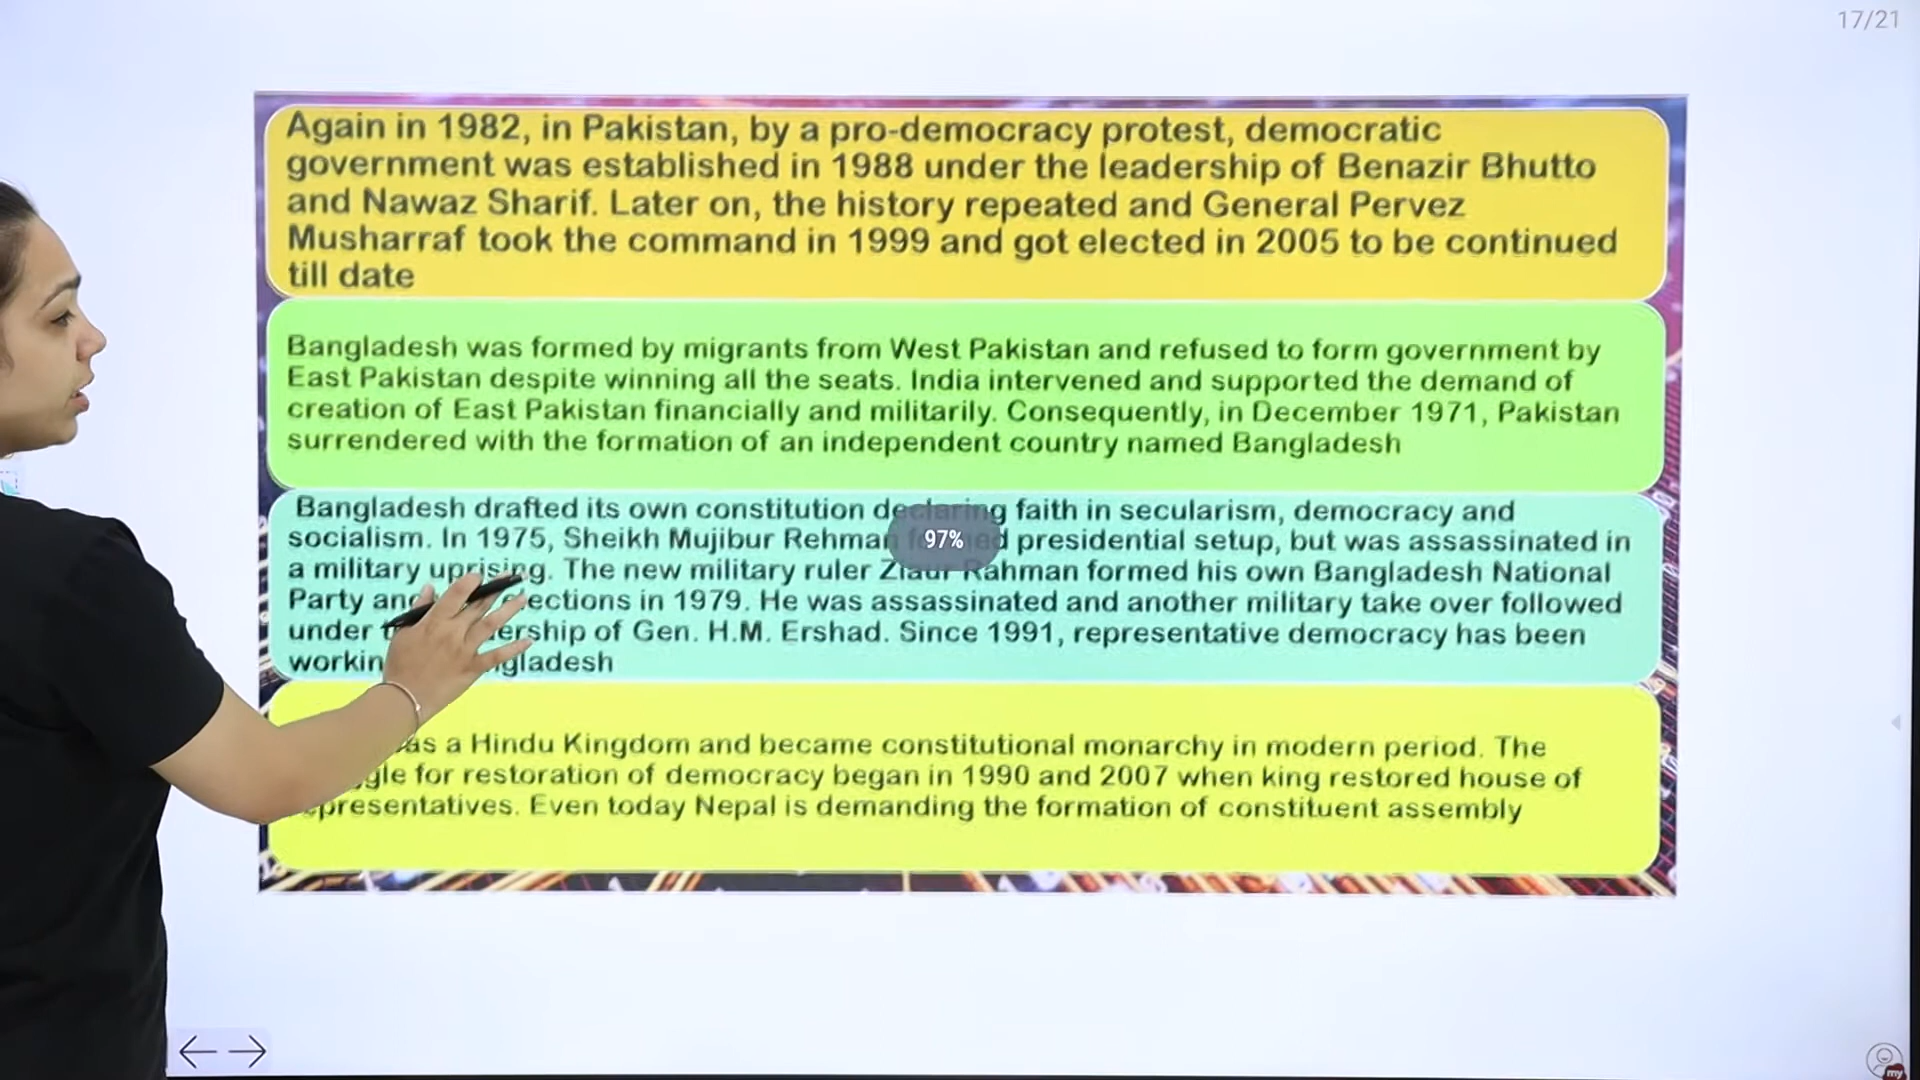 17/21
Again in 1982, in Pakistan, by a pro-democracy protest, democratic
government was established in 1988 under the leadership of Benazir Bhutto
and Nawaz Sharif. Later on, the history repeated and General Pervez
Musharraf took the command in 1999 and got elected in 2005 to be continued
till date
Bangladesh was formed by migrants from West Pakistan and refused to form government by
East Pakistan despite winning all the seats. India intervened and supported the demand of
creation of East Pakistan financially and militarily. Consequently, in December 1971, Pakistan
surrendered with the formation of an independent country named Bangladesh
Bangladesh drafted its own constitution declaring faith in secularism, democracy and
socialism. In 1975, Sheikh Mujibur Rehman presidential setup, but was assassinated in
97%
a military uprising. The new military ruler Ziaur Rahman formed his own Bangladesh National
Party elections in 1979. He was assassinated and another military take over followed
under of Gen. H.M. Ershad. Since 1991, representative democracy has been
a Hindu Kingdom and became constitutional monarchy in modern period. The
for restoration of democracy began in 1990 and 2007 when king restored house of
representatives. Even today Nepal is demanding the formation of constituent assembly
my